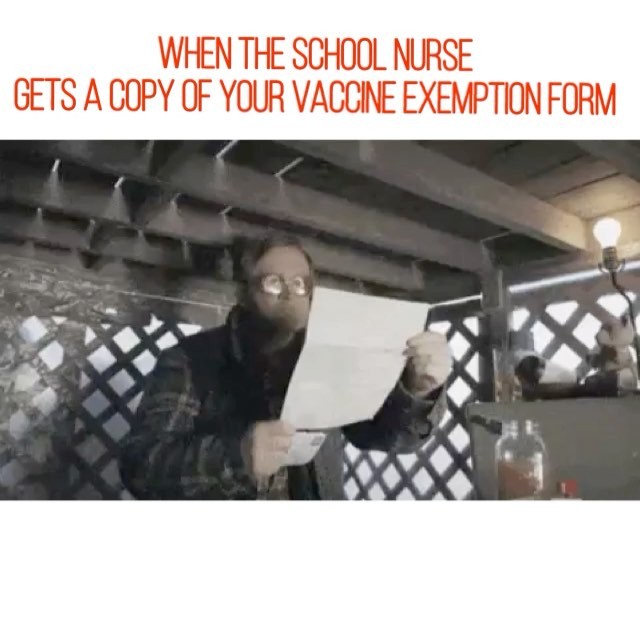 WHEN THE SCHOOL NURSE
GETS A COPY OF YOUR VACCINE EXEMPTION FORM